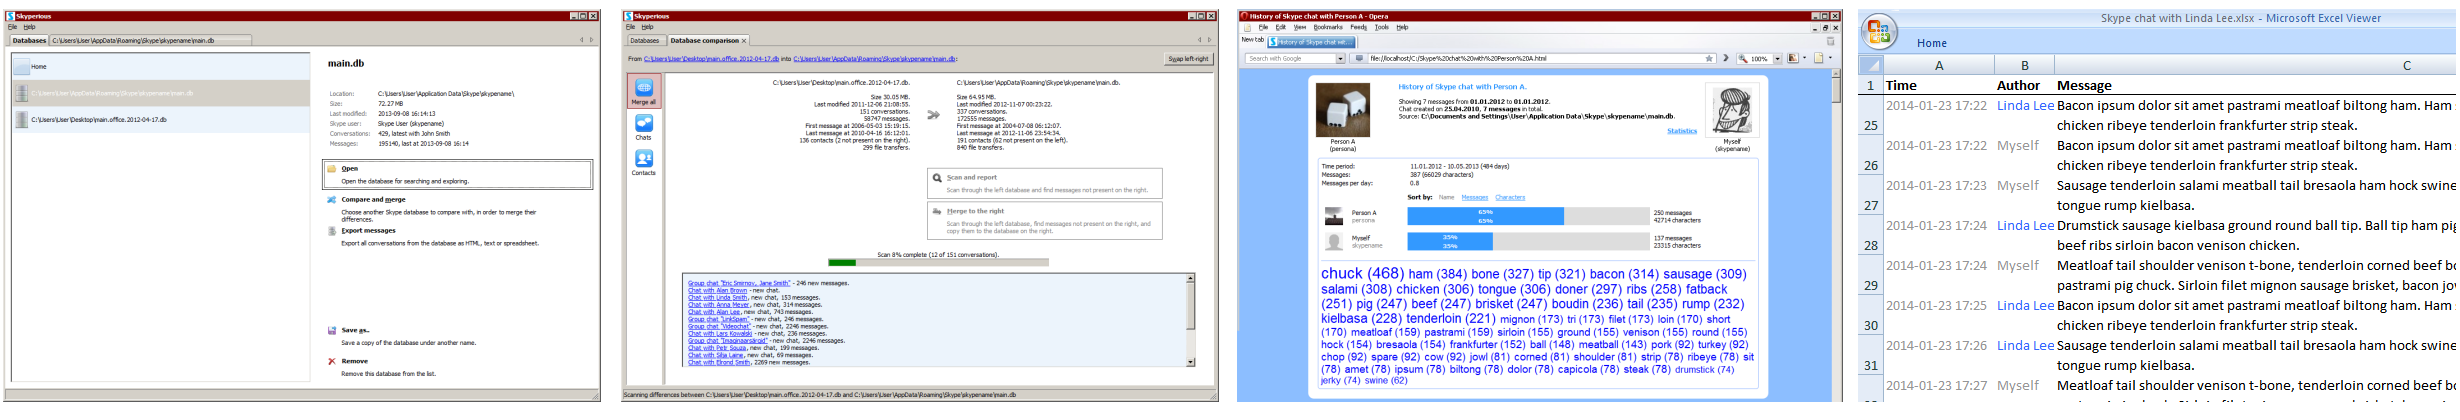 Skyperious
File Help
Databases C:\Users\User\AppData\Roaming\Skype\skypename\main.db
Home
C:\Users\User\AppData\Roaming\Skype\skypename\main.db
C:\Users\User\Desktop\main.office.2012-04-17.db
main.db
Location: C:\Users\User\Application Data\Skype\skypename\
Size: 72.27 MB
Last modified: 2013-09-08 16:14:13
Skype user: Skype User (skypename)
Conversations: 429, latest with John Smith
Messages: 195140, last at 2013-09-08 16:14
Open
Open the database for searching and exploring.
Compare and merge
Choose another Skype database to compare with, in order to merge their
differences.
Export messages
Export all conversations from the database as HTML, text or spreadsheet.
Save as..
Save a copy of the database under another name.
Remove
Remove this database from the list.
Skyperious
File Help
Databases Database comparison
From C:\Users\User\Desktop\main.office.2012-04-17.db into C:\Users\User\AppData\Roaming\Skype\skypename\main.db:
Swap left-right
Merge all
Chats
Contacts
C:\Users\User\Desktop\main.office.2012-04-17.db.
Size 30.05 MB.
Last modified 2011-12-06 21:08:55.
151 conversations.
58747 messages.
First message at 2006-05-03 15:19:15.
Last message at 2010-04-16 16:12:01.
136 contacts (2 not present on the right).
299 file transfers.
C:\Users\User\AppData\Roaming\Skype\skypename\main.db.
Size 64.95 MB.
Last modified 2012-11-07 00:23:22.
337 conversations.
172555 messages.
First message at 2004-07-08 06:12:07.
Last message at 2012-11-06 23:54:34.
191 contacts (62 not present on the left).
840 file transfers.
Scan and report
Scan through the left database and find messages not present on the right.
Merge to the right
Scan through the left database, find messages not present on the right, and
copy them to the database on the right.
Scan 8% complete (12 of 151 conversations).
Group chat "Eric Smirnov, Jane Smith" - 246 new messages.
Chat with Alan Brown - new chat.
Chat with Linda Smith, new chat, 153 messages.
Chat with Anna Meyer, new chat, 314 messages.
Chat with Alan Lee, new chat, 743 messages.
Group chat "LinkSpam" - new chat, 246 messages.
Group chat "Videochat" - new chat, 2246 messages.
Chat with Lars Kowalski - new chat, 236 messages.
Group chat "Imaginaarsärgid" - new chat, 2246 messages.
Chat with Petr Souza, new chat, 199 messages.
Chat with Silja Laine, new chat, 69 messages.
Chat with Elrond Smith, 2269 new messages.
Scanning differences between C:\Users\User\Desktop\main.office.2012-04-17.db and C:\Users\User\AppData\Roaming\Skype\skypename\main.db
History of Skype chat with Person A - Opera
File Edit View Bookmarks Feeds Tools Help
New tab History of Skype chat wit...
Search with Google file://localhost/C:/Skype%20chat%20with%20Person%20A.html 100%
History of Skype chat with Person A.
Showing 7 messages from 01.01.2012 to 01.01.2012.
Chat created on 25.04.2010, 7 messages in total.
Source: C:\Documents and Settings\User\Application Data\Skype\skypename\main.db.
Statistics
Person A
(persona)
Myself
(skypename)
Time period: 11.01.2012 - 10.05.2013 (484 days)
Messages: 387 (66029 characters)
Messages per day: 0.8
Sort by: Name Messages Characters
Person A
persona
65%
65%
250 messages
42714 characters
Myself
skypename
35%
35%
137 messages
23315 characters
chuck (468) ham (384) bone (327) tip (321) bacon (314) sausage (309)
salami (308) chicken (306) tongue (306) doner (297) ribs (258) fatback
(251) pig (247) beef (247) brisket (247) boudin (236) tail (235) rump (232)
kielbasa (228) tenderloin (221) mignon (173) tri (173) filet (173) loin (170) short
(170) meatloaf (159) pastrami (159) sirloin (155) ground (155) venison (155) round (155)
hock (154) bresaola (154) frankfurter (152) ball (148) meatball (143) pork (92) turkey (92)
chop (92) spare (92) cow (92) jowl (81) corned (81) shoulder (81) strip (78) ribeye (78) sit
(78) amet (78) ipsum (78) biltong (78) dolor (78) capicola (78) steak (78) drumstick (74)
jerky (74) swine (62)
Skype chat with Linda Lee.xlsx - Microsoft Excel Viewer
Home
A B C
1 Time Author Message
2014-01-23 17:22 Linda Lee Bacon ipsum dolor sit amet pastrami meatloaf biltong ham. Ham
25 chicken ribeye tenderloin frankfurter strip steak.
2014-01-23 17:22 Myself Bacon ipsum dolor sit amet pastrami meatloaf biltong ham. Ham
26 chicken ribeye tenderloin frankfurter strip steak.
2014-01-23 17:23 Myself Sausage tenderloin salami meatball tail bresaola ham hock swine
27 tongue rump kielbasa.
2014-01-23 17:24 Linda Lee Drumstick sausage kielbasa ground round ball tip. Ball tip ham pig
28 beef ribs sirloin bacon venison chicken.
2014-01-23 17:24 Myself Meatloaf tail shoulder venison t-bone, tenderloin corned beef
29 pastrami pig chuck. Sirloin filet mignon sausage brisket, bacon
2014-01-23 17:25 Linda Lee Bacon ipsum dolor sit amet pastrami meatloaf biltong ham. Ham
30 chicken ribeye tenderloin frankfurter strip steak.
2014-01-23 17:26 Linda Lee Sausage tenderloin salami meatball tail bresaola ham hock swine
31 tongue rump kielbasa.
2014-01-23 17:27 Myself Meatloaf tail shoulder venison t-bone, tenderloin corned beef